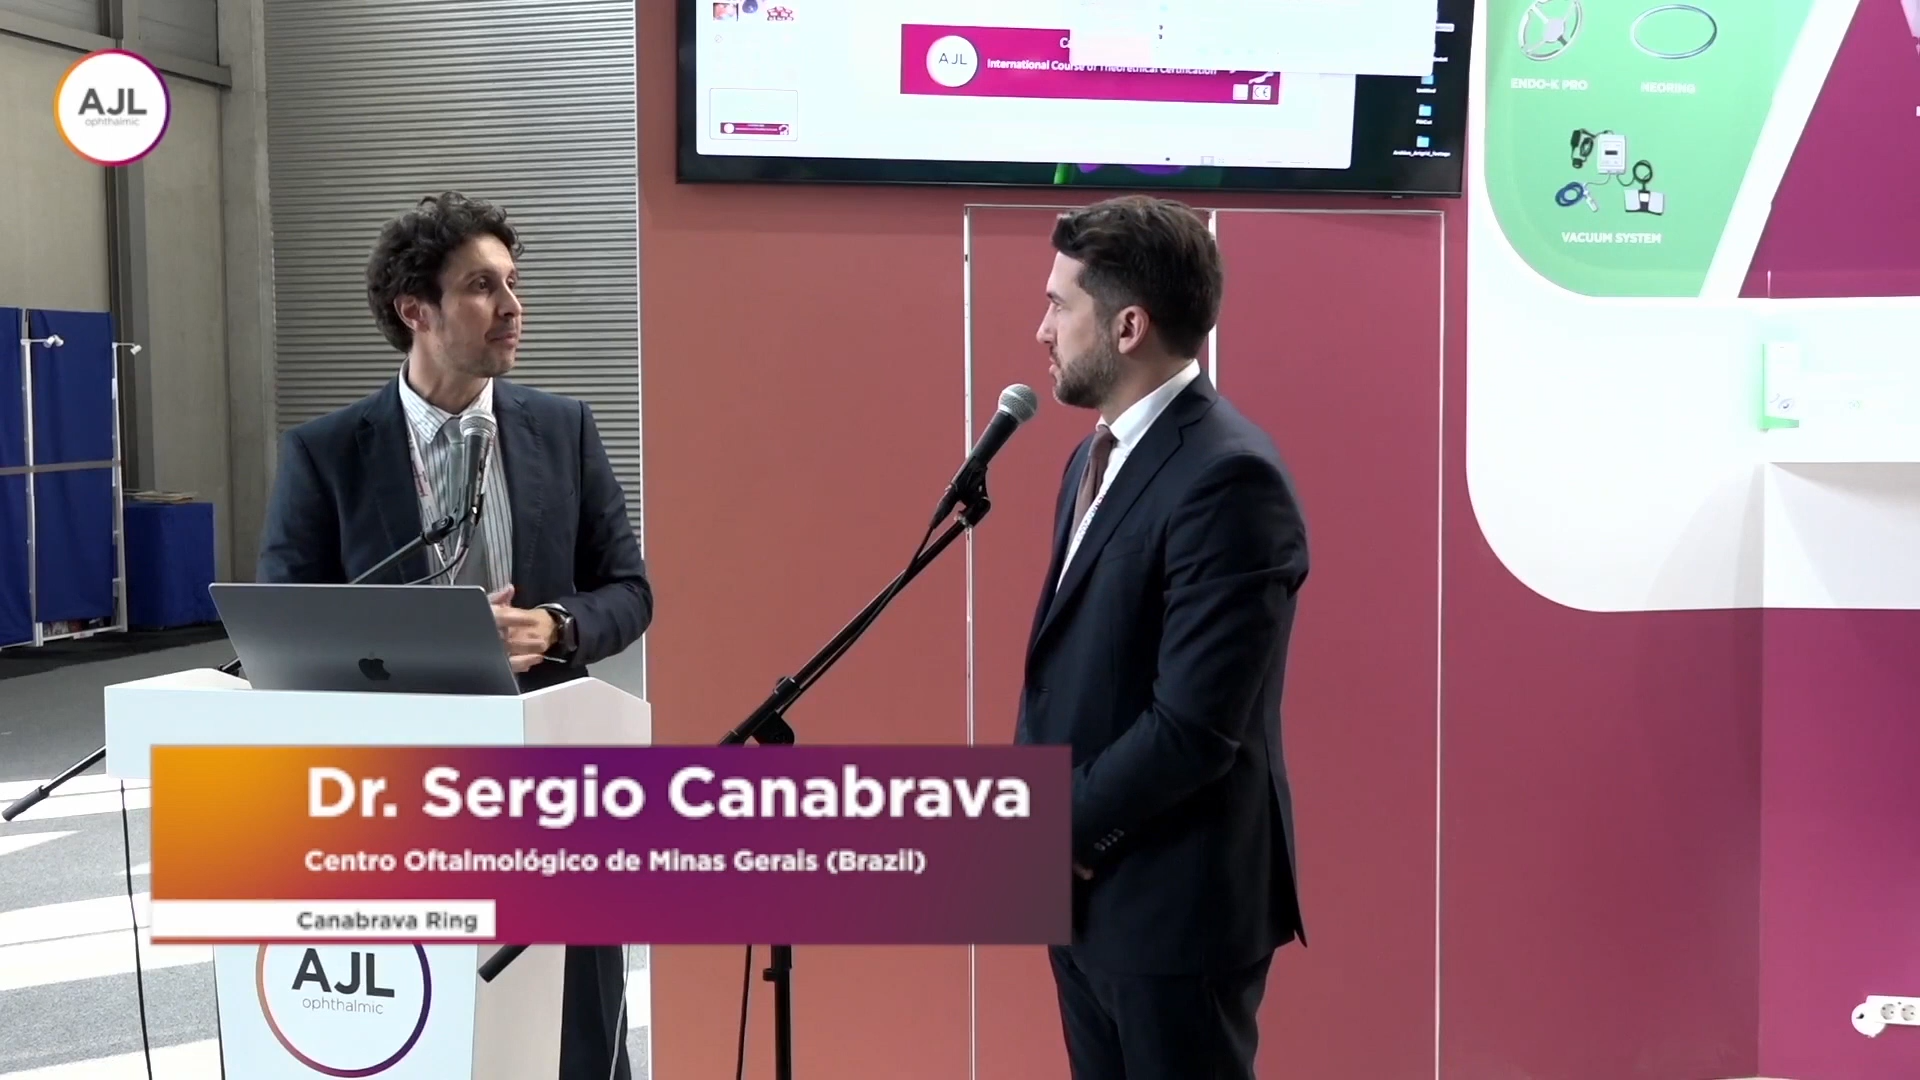 AJL
ophthalmic
AJL
International Course of Theorethical Certification
ENDO-K PRO
NEORING
VACUUM SYSTEM
Dr. Sergio Canabrava
Centro Oftalmológico de Minas Gerais (Brazil)
Canabrava Ring
AJL
ophthalmic